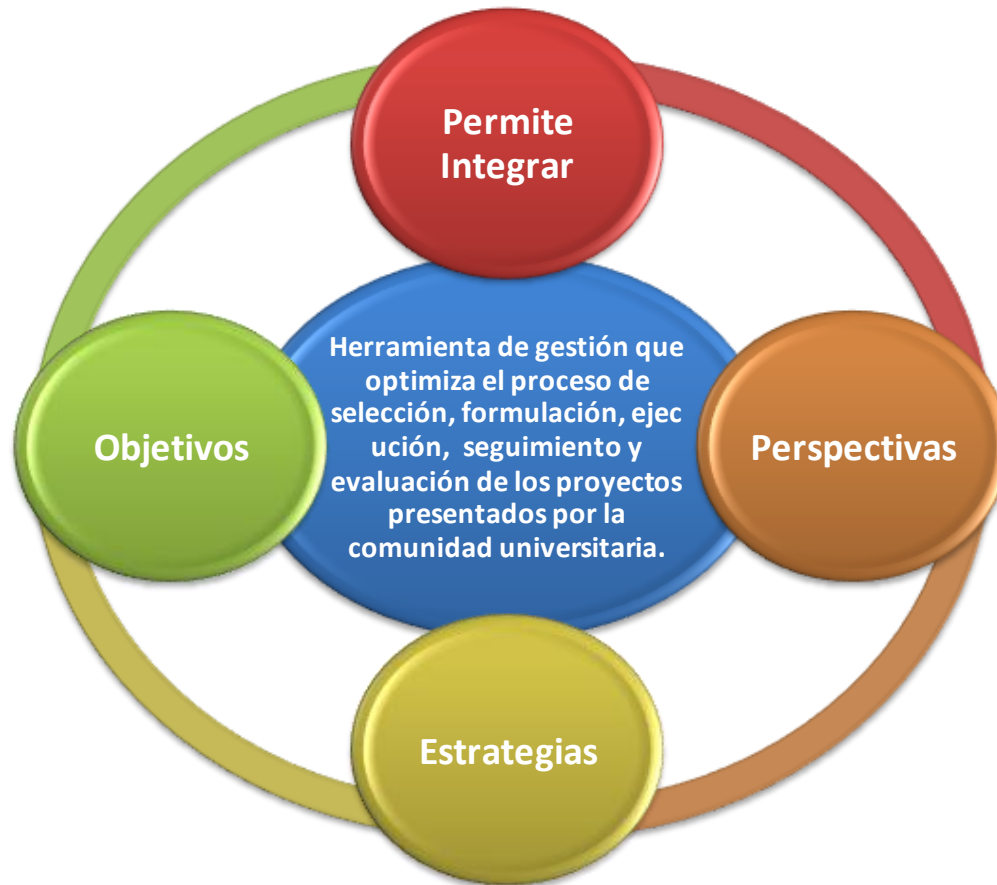 Permite
Integrar
Herramienta de gestión que
optimiza el proceso de
selección, formulación, ejec
ución,  seguimiento y
evaluación de los proyectos
presentados por la
comunidad universitaria.
Objetivos
Perspectivas
Estrategias